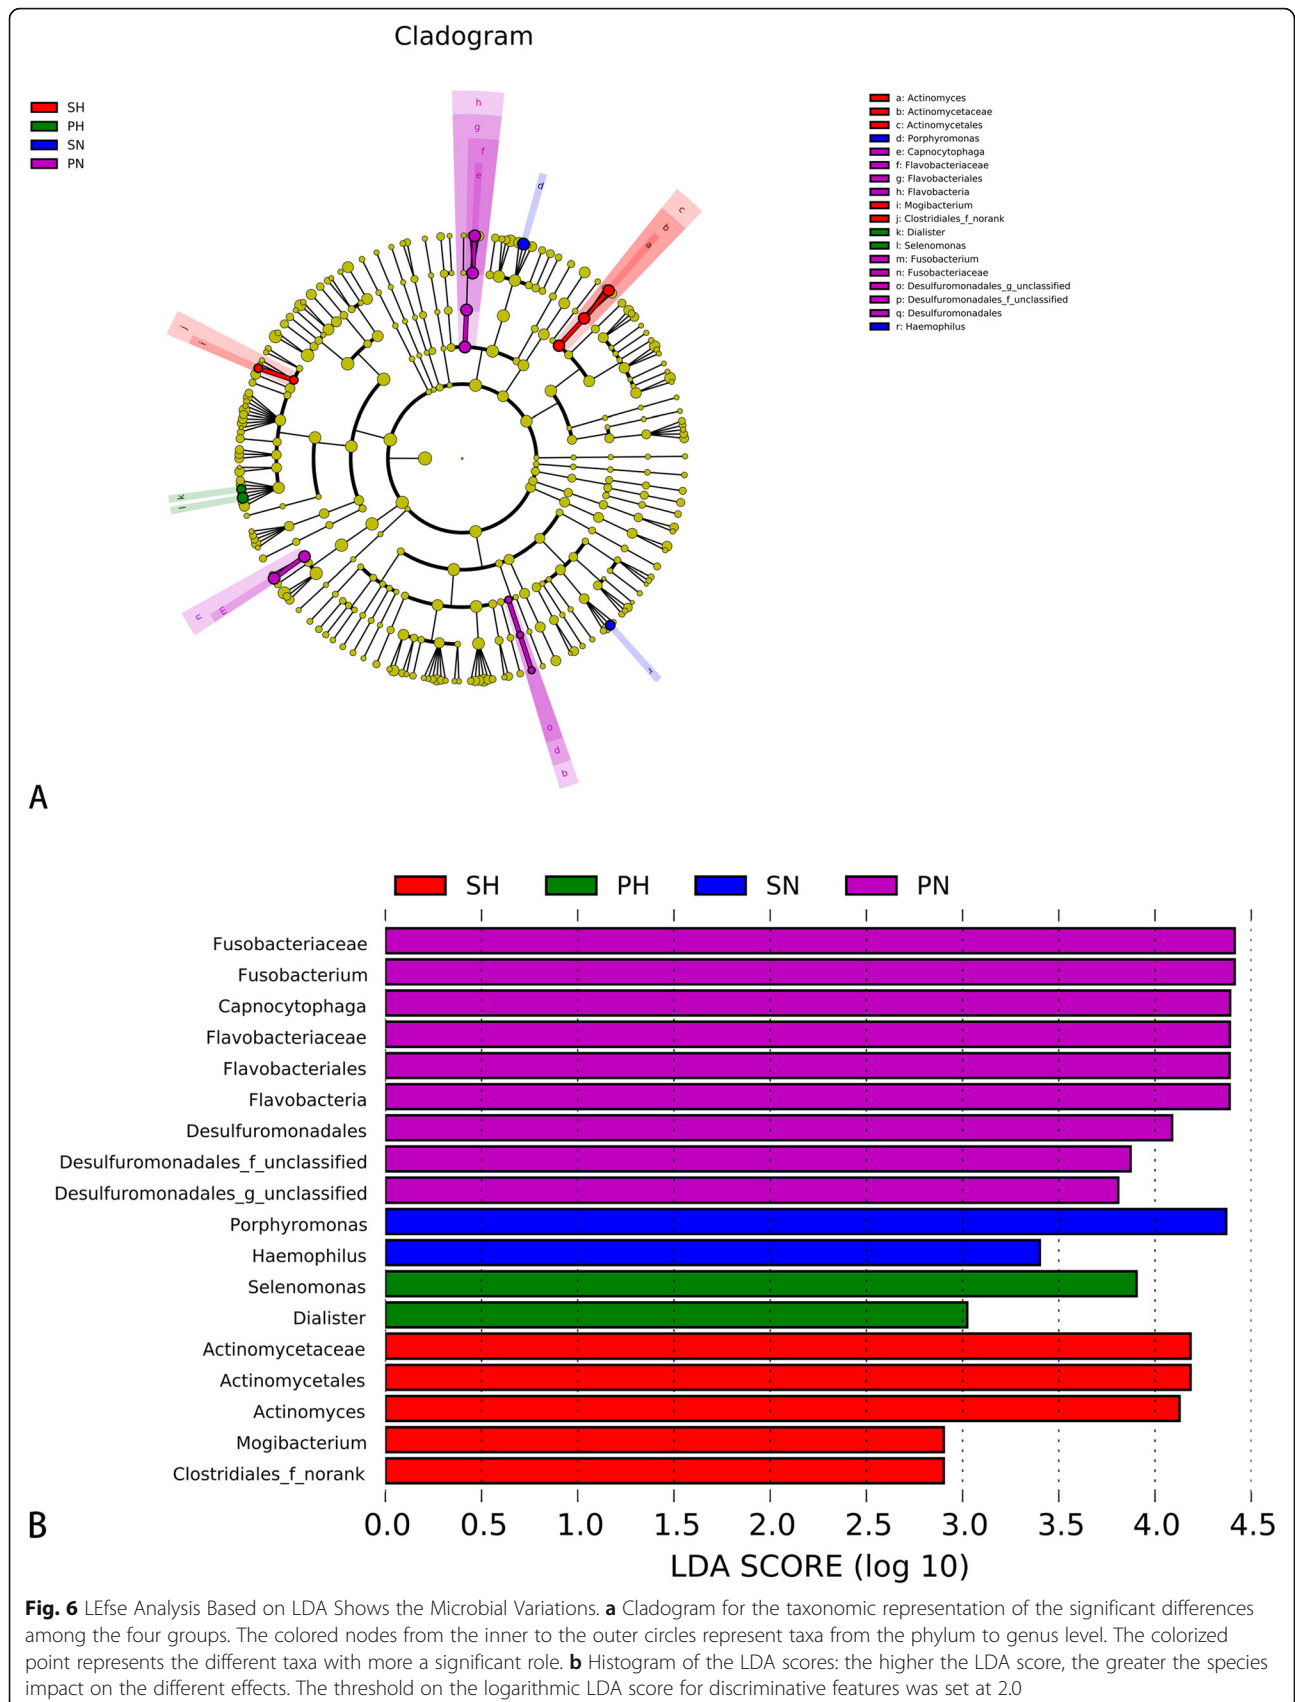 Cladogram
SH
PH
SN
PN
a: Actinomyces
b: Actinomycetaceae
c: Actinomycetales
d: Porphyromonas
e: Capnocytophaga
f: Flavobacteriaceae
g: Flavobacteriales
h: Flavobacteria
i: Mogibacterium
j: Clostridiales_f_norank
k: Dialister
l: Selenomonas
m: Fusobacterium
n: Fusobacteriaceae
o: Desulfuromonadales_g_unclassified
p: Desulfuromonadales_f_unclassified
q: Desulfuromonadales
r: Haemophilus
h
g
f
e
d
c
b
a
j
i
k
l
n
m
r
o
p
q
A
SH PH SN PN
Fusobacteriaceae
Fusobacterium
Capnocytophaga
Flavobacteriaceae
Flavobacteriales
Flavobacteria
Desulfuromonadales
Desulfuromonadales_f_unclassified
Desulfuromonadales_g_unclassified
Porphyromonas
Haemophilus
Selenomonas
Dialister
Actinomycetaceae
Actinomycetales
Actinomyces
Mogibacterium
Clostridiales_f_norank
0.0 0.5 1.0 1.5 2.0 2.5 3.0 3.5 4.0 4.5
LDA SCORE (log 10)
B
Fig. 6 LEfse Analysis Based on LDA Shows the Microbial Variations. a Cladogram for the taxonomic representation of the significant differences
among the four groups. The colored nodes from the inner to the outer circles represent taxa from the phylum to genus level. The colorized
point represents the different taxa with more a significant role. b Histogram of the LDA scores: the higher the LDA score, the greater the species
impact on the different effects. The threshold on the logarithmic LDA score for discriminative features was set at 2.0